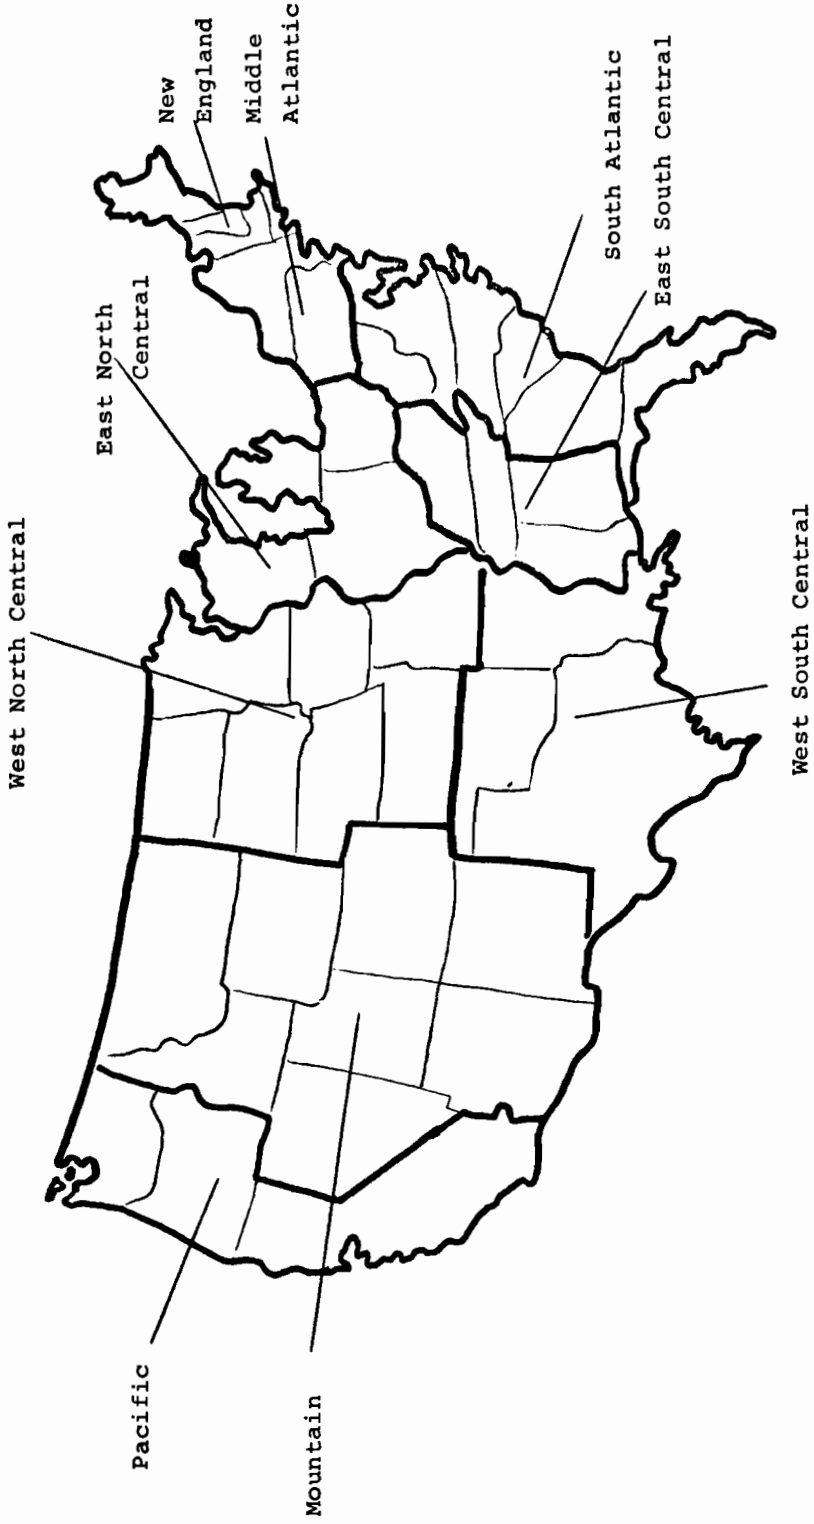 West North Central
East North
Central
New
England
Middle
Atlantic
Pacific
Mountain
South Atlantic
East South Central
West South Central